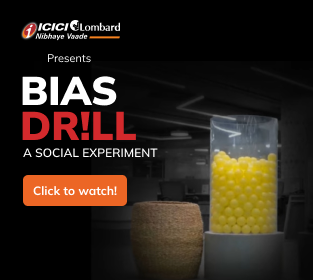 ICICI Lombard
Nibhaye Vaade
Presents
BIAS
DR!LL
A SOCIAL EXPERIMENT
Click to watch!